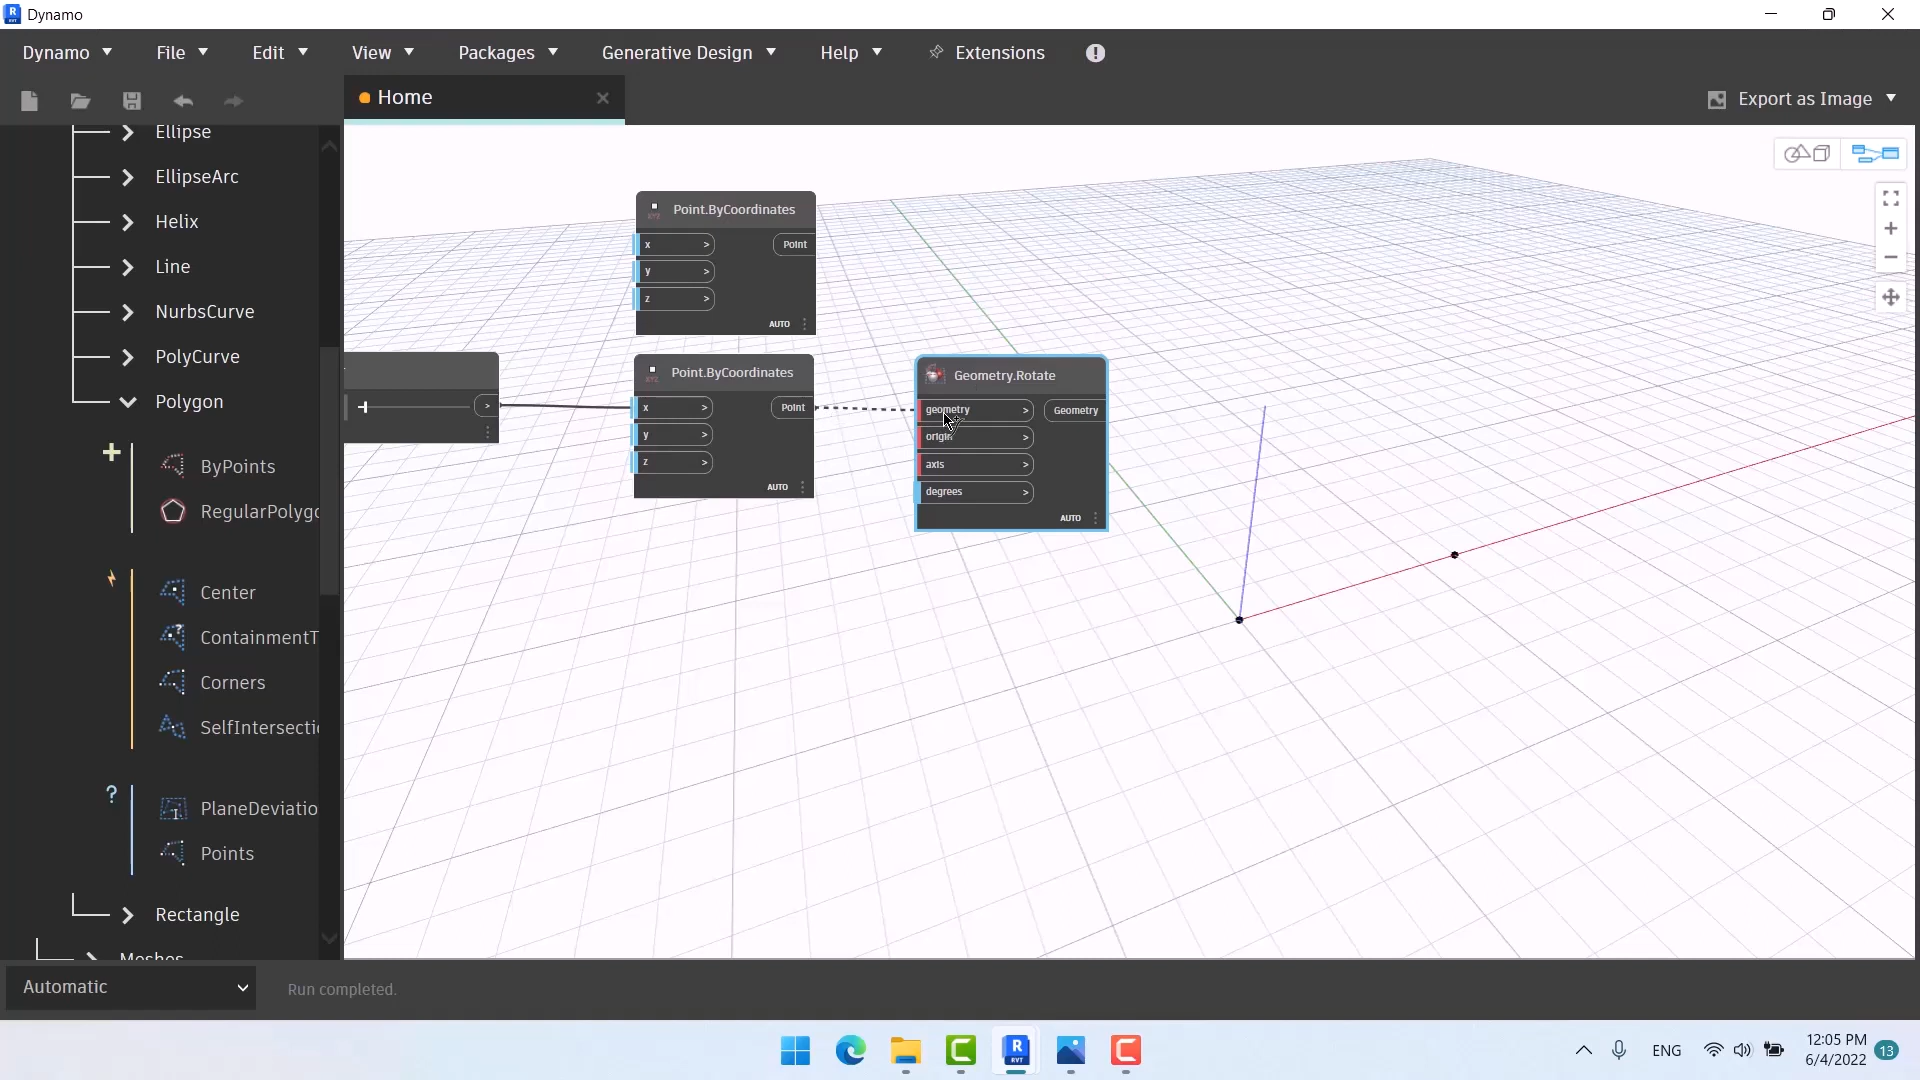 Dynamo
Dynamo File Edit View Packages Generative Design Help Extensions
Home
Export as Image
Ellipse
EllipseArc
Helix
Line
NurbsCurve
PolyCurve
Polygon
ByPoints
RegularPolygo
Center
ContainmentT
Corners
SelfIntersecti
PlaneDeviatio
Points
Rectangle
Meshes
Point.ByCoordinates
x > Point
y >
z >
AUTO
>
Point.ByCoordinates
x > Point
y >
z >
AUTO
Geometry.Rotate
geometry > Geometry
origin >
axis >
degrees >
AUTO
Automatic
Run completed.
ENG
12:05 PM
6/4/2022
13